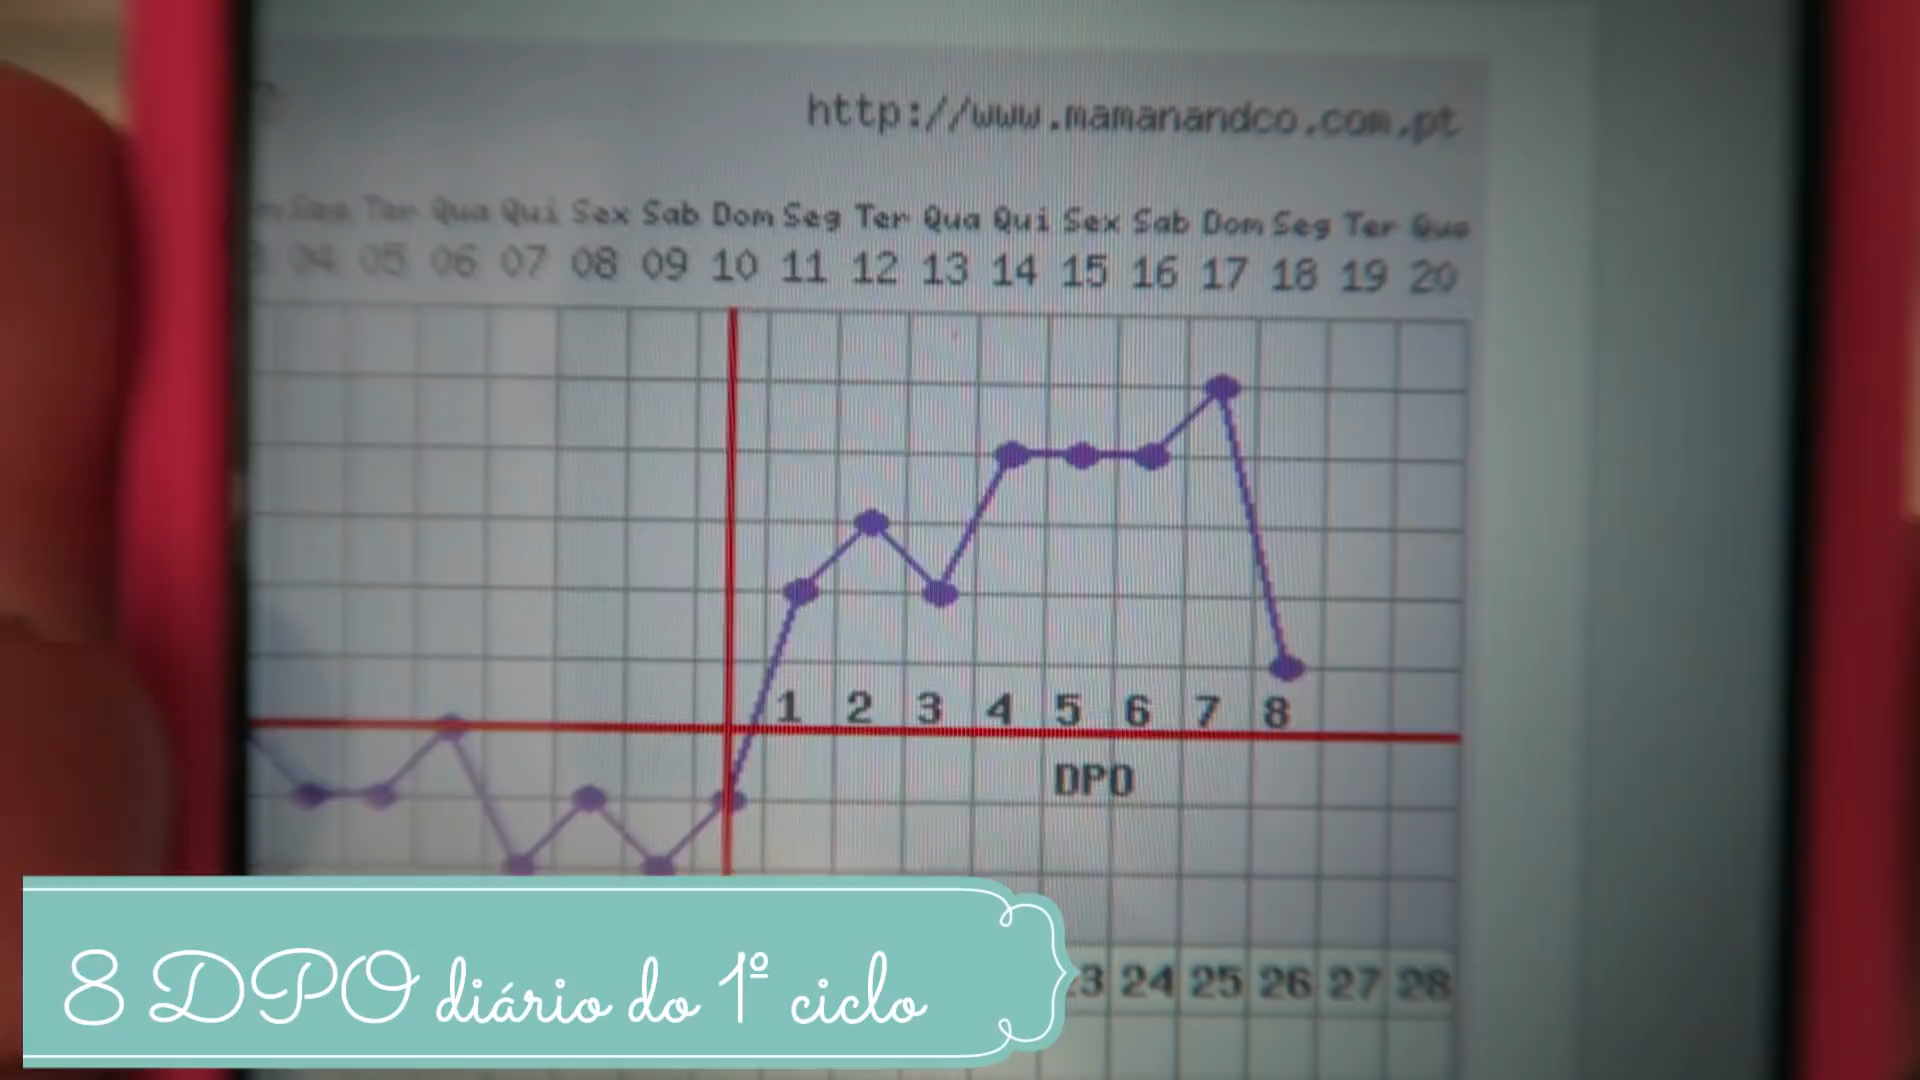 http://www.mamanandco.com.pt
Seg Ter Qua Qui Sex Sab Dom Seg Ter Qua Qui Sex Sab Dom Seg Ter Qua
04 05 06 07 08 09 10 11 12 13 14 15 16 17 18 19 20
1 2 3 4 5 6 7 8
DPO
24 25 26 27 28
8 DPO diário do 1º ciclo